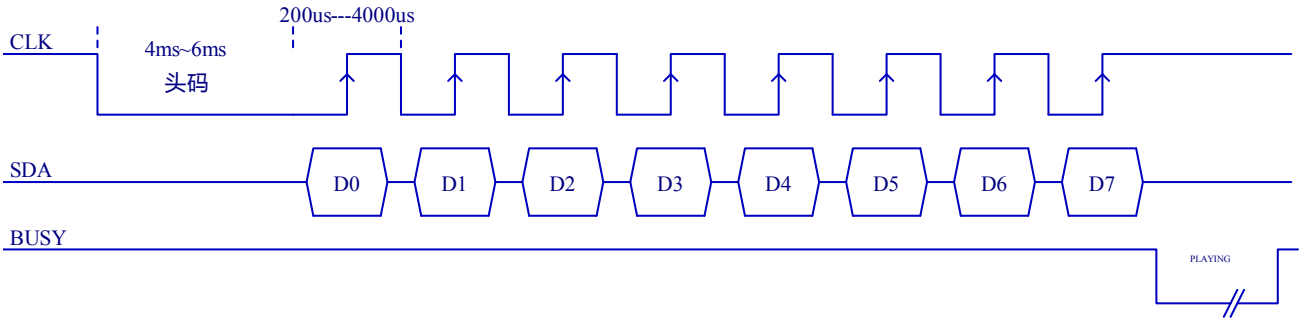 200us---4000us
CLK
4ms~6ms
头码
SDA
D0 D1 D2 D3 D4 D5 D6 D7
BUSY
PLAYING